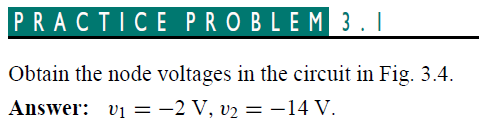 PRACTICE PROBLEM 3.1
Obtain the node voltages in the circuit in Fig. 3.4.
Answer: v₁ = −2 V, v₂ = −14 V.